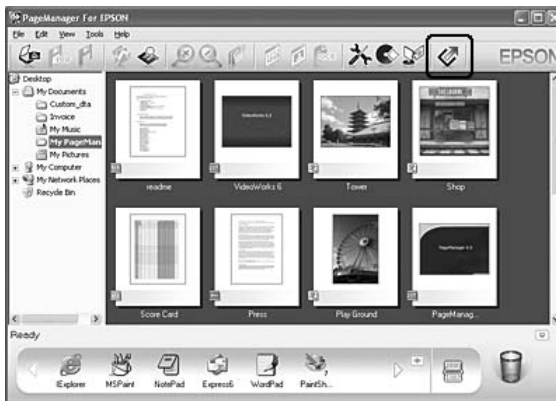 PageManager For EPSON
File Edit View Tools Help
EPSON
Desktop
My Documents
Custom_dta
Invoice
My Music
My PageMan
My Pictures
My Computer
My Network Places
Recycle Bin
readme
VideoWorks 6
Tower
Shop
Score Card
Press
Play Ground
PageManag...
Ready
IExplorer
MSPaint
NotePad
Express6
WordPad
PaintSh...